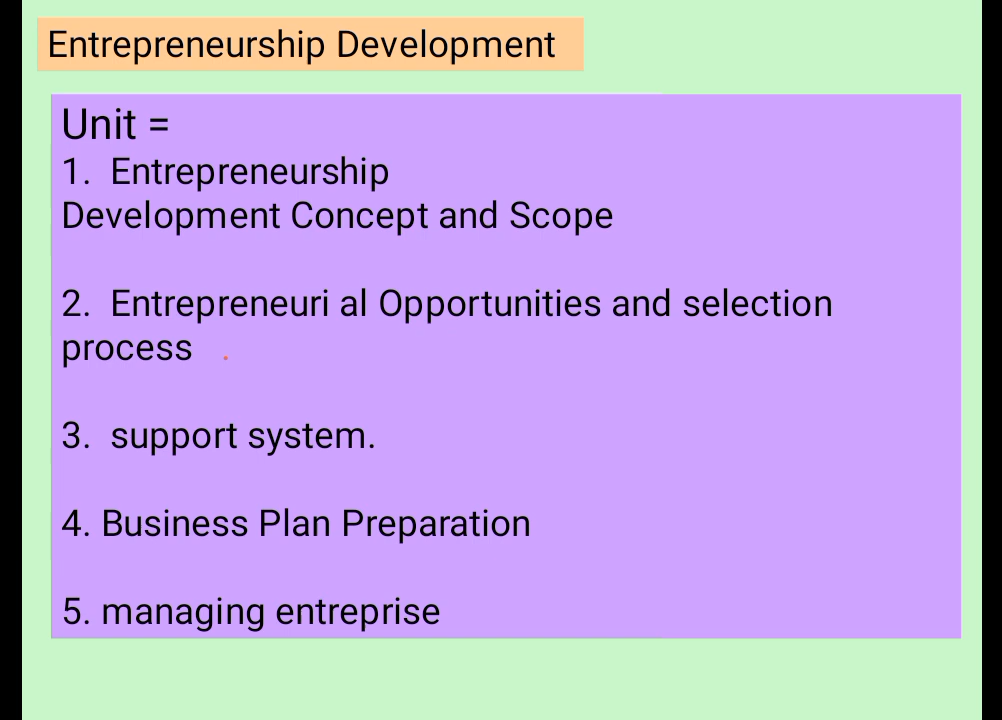 Entrepreneurship Development
Unit =
1. Entrepreneurship
Development Concept and Scope
2. Entrepreneuri al Opportunities and selection
process .
3. support system.
4. Business Plan Preparation
5. managing entreprise